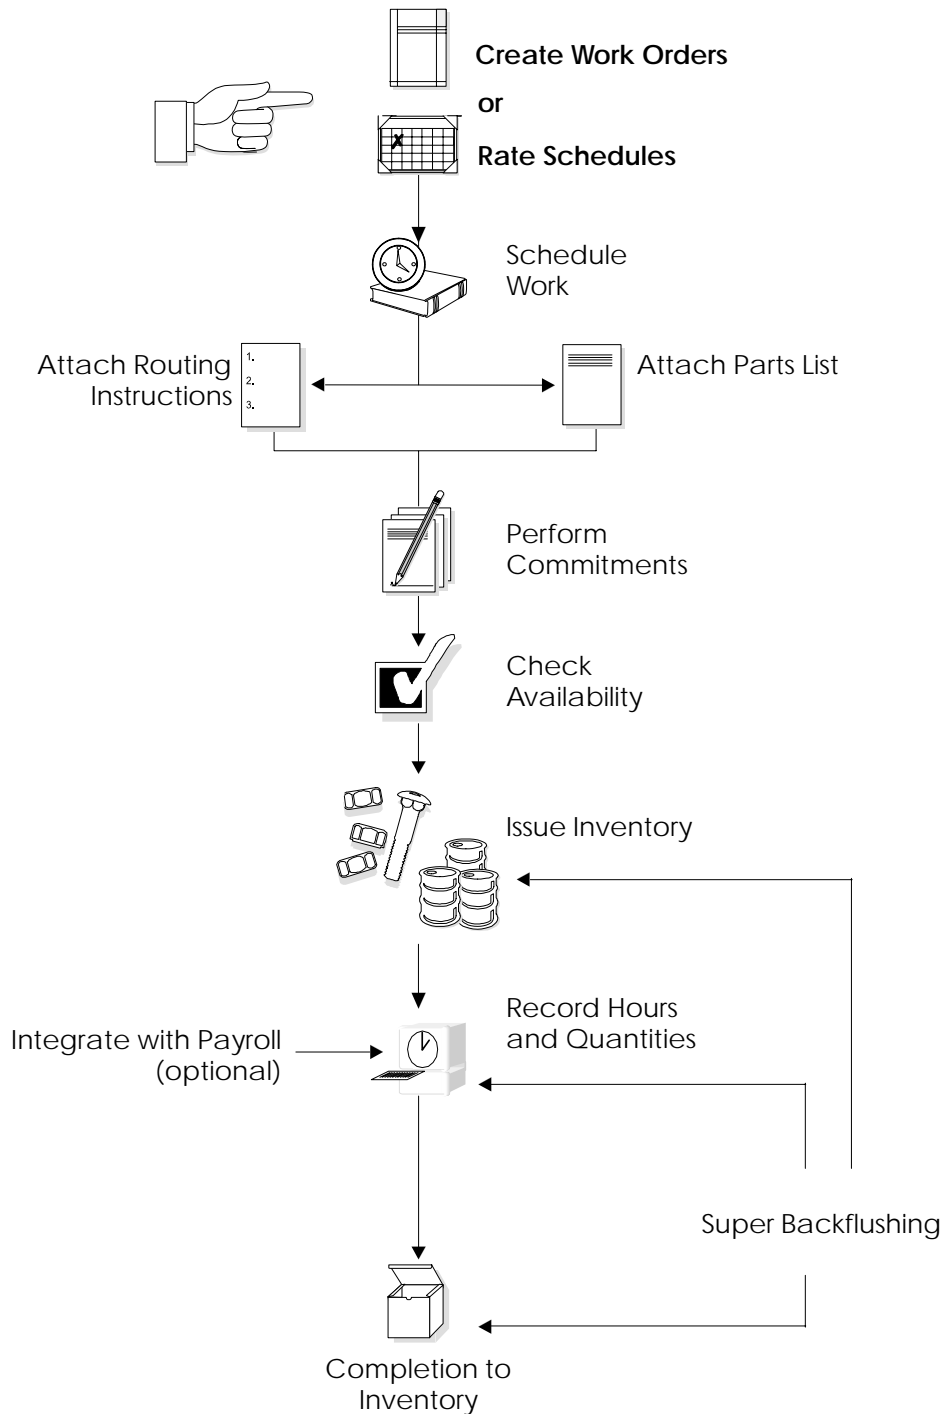 Create Work Orders
or
Rate Schedules
Schedule
Work
Attach Routing
Instructions
1.
2.
3.
Attach Parts List
Perform
Commitments
Check
Availability
Issue Inventory
Record Hours
and Quantities
Integrate with Payroll
(optional)
Super Backflushing
Completion to
Inventory